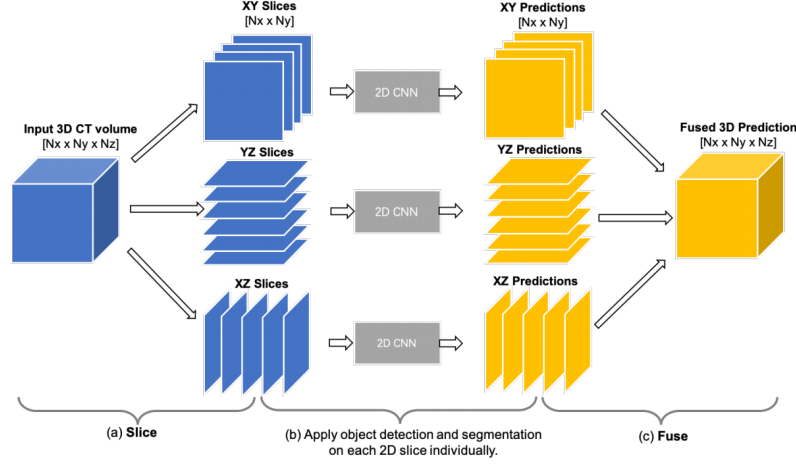 XY Slices
[Nx x Ny]
XY Predictions
[Nx x Ny]
2D CNN
Input 3D CT volume
[Nx x Ny x Nz]
Fused 3D Prediction
[Nx x Ny x Nz]
YZ Slices
YZ Predictions
2D CNN
XZ Slices
XZ Predictions
2D CNN
(a) Slice
(b) Apply object detection and segmentation
on each 2D slice individually.
(c) Fuse